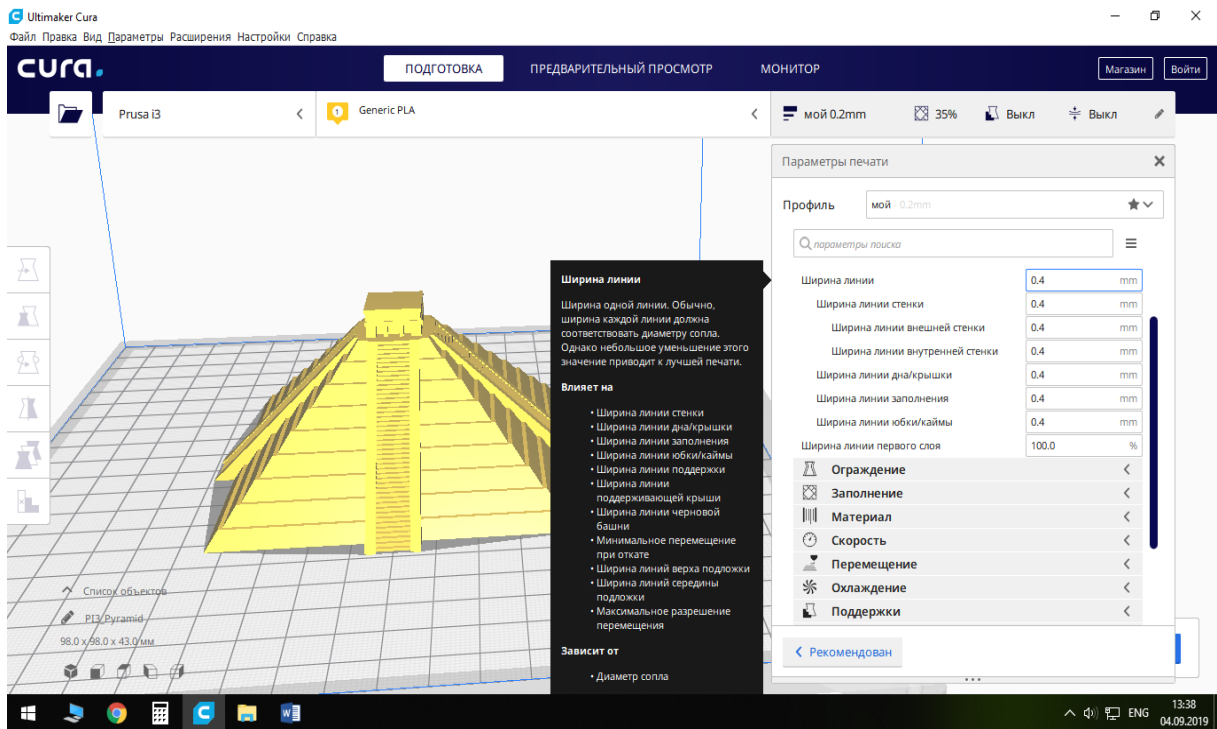 Ultimaker Cura
Файл Правка Вид Параметры Расширения Настройки Справка
cura.
ПОДГОТОВКА
ПРЕДВАРИТЕЛЬНЫЙ ПРОСМОТР
МОНИТОР
Магазин
Войти
Prusa i3
1
Generic PLA
мой 0.2mm
35%
Выкл
Выкл
Параметры печати
Профиль
мой - 0.2mm
параметры поиска
Ширина линии 0.4 mm
Ширина линии стенки 0.4 mm
Ширина линии внешней стенки 0.4 mm
Ширина линии внутренней стенки 0.4 mm
Ширина линии дна/крышки 0.4 mm
Ширина линии заполнения 0.4 mm
Ширина линии юбки/каймы 0.4 mm
Ширина линии первого слоя 100.0 %
Ограждение
Заполнение
Материал
Скорость
Перемещение
Охлаждение
Поддержки
Рекомендован
Ширина линии
Ширина одной линии. Обычно,
ширина каждой линии должна
соответствовать диаметру сопла.
Однако небольшое уменьшение этого
значение приводит к лучшей печати.
Влияет на
• Ширина линии стенки
• Ширина линии дна/крышки
• Ширина линии заполнения
• Ширина линии юбки/каймы
• Ширина линии поддержки
• Ширина линии
поддерживающей крыши
• Ширина линии черновой
башни
• Минимальное перемещение
при откате
• Ширина линий верха подложки
• Ширина линий середины
подложки
• Максимальное разрешение
перемещения
Зависит от
• Диаметр сопла
Список объектов
PI3_Pyramid
98.0 x 98.0 x 43.0 мм
ENG
13:38
04.09.2019